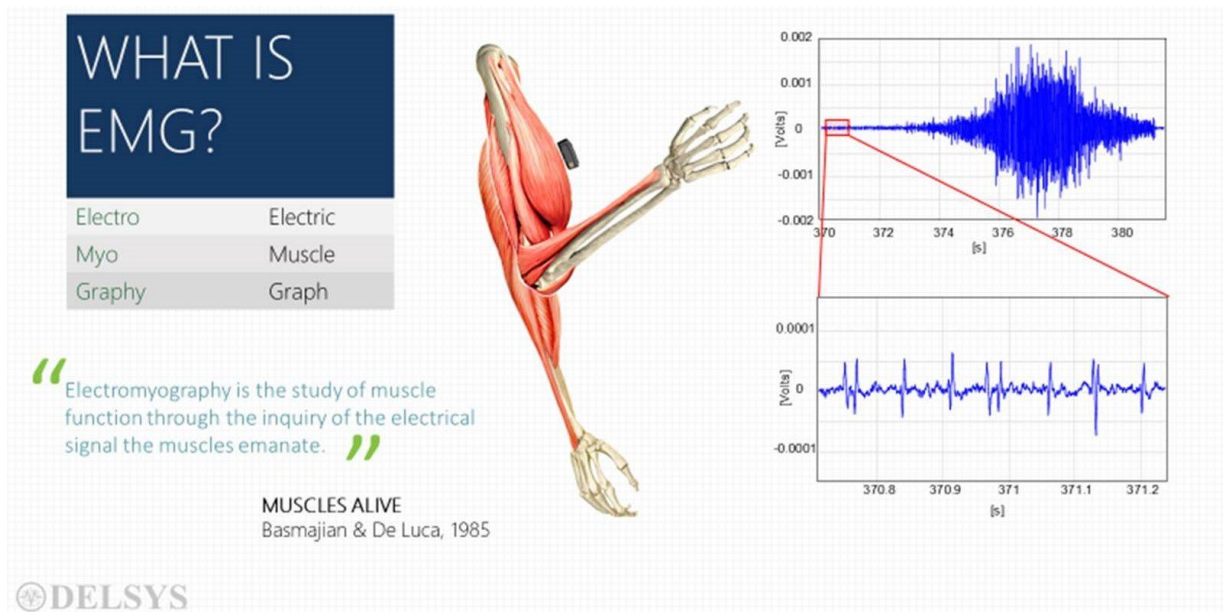 WHAT IS
EMG?
Electro Electric
Myo Muscle
Graphy Graph
“Electromyography is the study of muscle
function through the inquiry of the electrical
signal the muscles emanate.”
MUSCLES ALIVE
Basmajian & De Luca, 1985
DELSYS
0.002
0.001
0
-0.001
-0.002
[Volts]
370 372 374 376 378 380
[s]
0.0001
0
-0.0001
[Volts]
370.8 370.9 371 371.1 371.2
[s]